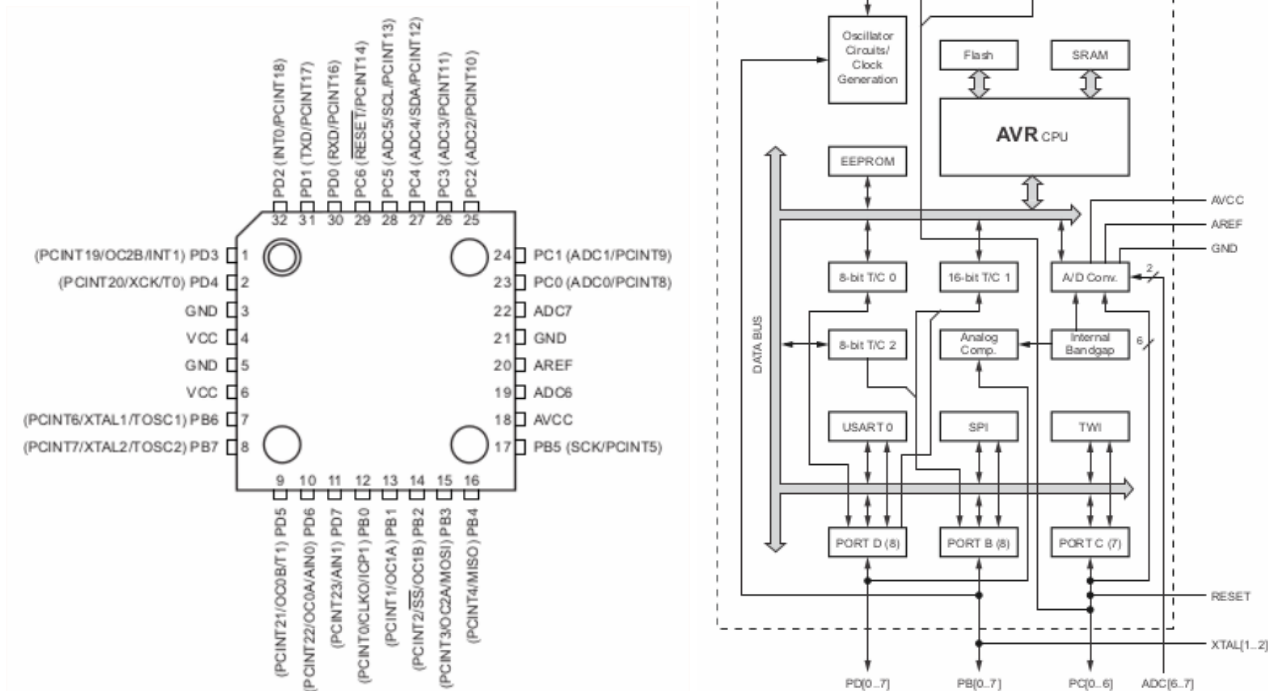 PD2 (INT0/PCINT18)
PD1 (TXD/PCINT17)
PD0 (RXD/PCINT16)
PC6 (RESET/PCINT14)
PC5 (ADC5/SCL/PCINT13)
PC4 (ADC4/SDA/PCINT12)
PC3 (ADC3/PCINT11)
PC2 (ADC2/PCINT10)
32 31 30 29 28 27 26 25
(PCINT19/OC2B/INT1) PD3 1
(PCINT20/XCK/T0) PD4 2
GND 3
VCC 4
GND 5
VCC 6
(PCINT6/XTAL1/TOSC1) PB6 7
(PCINT7/XTAL2/TOSC2) PB7 8
24 PC1 (ADC1/PCINT9)
23 PC0 (ADC0/PCINT8)
22 ADC7
21 GND
20 AREF
19 ADC6
18 AVCC
17 PB5 (SCK/PCINT5)
9 10 11 12 13 14 15 16
(PCINT21/OC0B/T1) PD5
(PCINT22/OC0A/AIN0) PD6
(PCINT23/AIN1) PD7
(PCINT0/CLKO/ICP1) PB0
(PCINT1/OC1A) PB1
(PCINT2/SS/OC1B) PB2
(PCINT3/OC2A/MOSI) PB3
(PCINT4/MISO) PB4
Oscillator
Circuits/
Clock
Generation
Flash
SRAM
AVR CPU
EEPROM
AVCC
AREF
GND
8-bit T/C 0
16-bit T/C 1
A/D Conv.
2
DATA BUS
8-bit T/C 2
Analog
Comp.
Internal
Bandgap
6
USART 0
SPI
TWI
PORT D (8)
PORT B (8)
PORT C (7)
RESET
XTAL[1..2]
PD[0..7]
PB[0..7]
PC[0..6]
ADC[6..7]